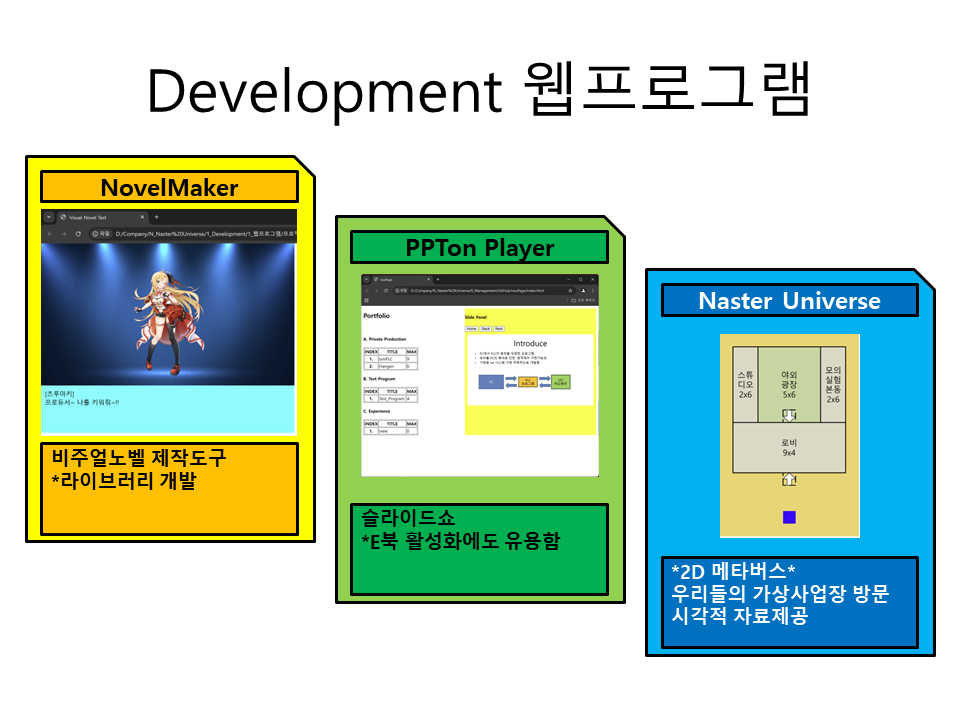 Development 웹프로그램
NovelMaker
Visual Novel Test
파일 D:/Company/N_Naster%20Universe/1_Development/1_웹프로그램/프로
[즈루마키]
프로듀서~ 나를 키워줘~!!
비주얼노벨 제작도구
*라이브러리 개발
PPTon Player
Portfolio
A. Private Production
INDEX TITLE MAX
1. simPLC 9
2. Hangen 6
B. Test Program
INDEX TITLE MAX
1. Test_Program 4
C. Experience
INDEX TITLE MAX
1. view 0
Slide Panel
Home Back Next
Introduce
슬라이드쇼
*E북 활성화에도 유용함
Naster Universe
스튜
디오
2x6
야외
광장
5x6
모의
실험
본동
2x6
로비
9x4
*2D 메타버스*
우리들의 가상사업장 방문
시각적 자료제공